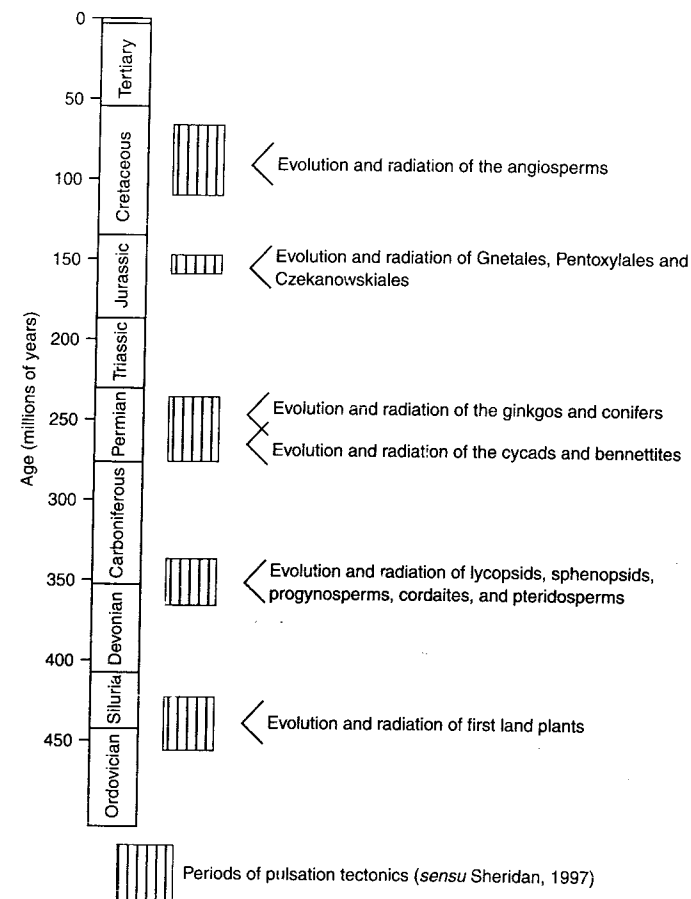 0
50
100
150
200
250
300
350
400
450
Age (millions of years)
Tertiary
Cretaceous
Jurassic
Triassic
Permian
Carboniferous
Devonian
Siluria
Ordovician
Evolution and radiation of the angiosperms
Evolution and radiation of Gnetales, Pentoxylales and
Czekanowskiales
Evolution and radiation of the ginkgos and conifers
Evolution and radiation of the cycads and bennettites
Evolution and radiation of lycopsids, sphenopsids,
progynosperms, cordaites, and pteridosperms
Evolution and radiation of first land plants
Periods of pulsation tectonics (sensu Sheridan, 1997)